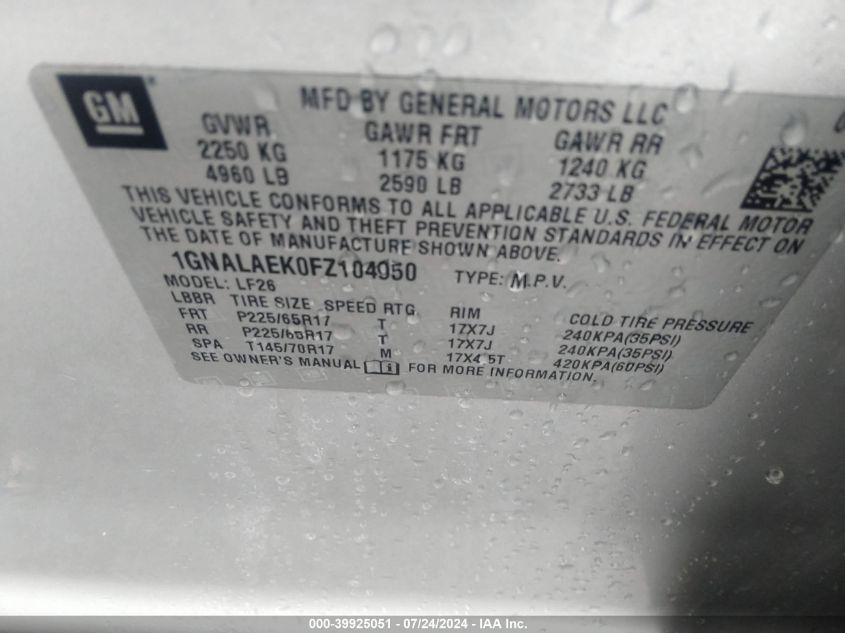 GM
MFD BY GENERAL MOTORS LLC
GVWR GAWR FRT GAWR RR
2250 KG 1175 KG 1240 KG
4960 LB 2590 LB 2733 LB
THIS VEHICLE CONFORMS TO ALL APPLICABLE U.S. FEDERAL MOTOR
VEHICLE SAFETY AND THEFT PREVENTION STANDARDS IN EFFECT ON
THE DATE OF MANUFACTURE SHOWN ABOVE.
1GNALAEK0FZ104950 TYPE: M.P.V.
MODEL: LF26
LBBR TIRE SIZE SPEED RTG RIM COLD TIRE PRESSURE
FRT P225/65R17 T 17X7J 240KPA(35PSI)
RR P225/65R17 T 17X7J 240KPA(35PSI)
SPA T145/70R17 M 17X4.5T 420KPA(60PSI)
SEE OWNER'S MANUAL FOR MORE INFORMATION.
000-39925051 / 07/24/2024 - IAA Inc.